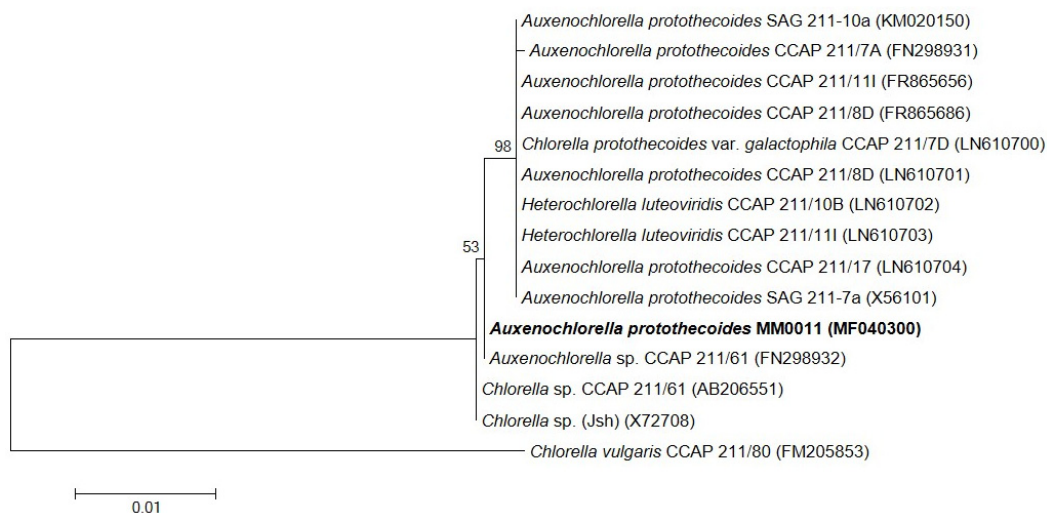 Auxenochlorella protothecoides SAG 211-10a (KM020150)
Auxenochlorella protothecoides CCAP 211/7A (FN298931)
Auxenochlorella protothecoides CCAP 211/11I (FR865656)
Auxenochlorella protothecoides CCAP 211/8D (FR865686)
98
Chlorella protothecoides var. galactophila CCAP 211/7D (LN610700)
Auxenochlorella protothecoides CCAP 211/8D (LN610701)
Heterochlorella luteoviridis CCAP 211/10B (LN610702)
Heterochlorella luteoviridis CCAP 211/11I (LN610703)
53
Auxenochlorella protothecoides CCAP 211/17 (LN610704)
Auxenochlorella protothecoides SAG 211-7a (X56101)
Auxenochlorella protothecoides MM0011 (MF040300)
Auxenochlorella sp. CCAP 211/61 (FN298932)
Chlorella sp. CCAP 211/61 (AB206551)
Chlorella sp. (Jsh) (X72708)
Chlorella vulgaris CCAP 211/80 (FM205853)
0.01